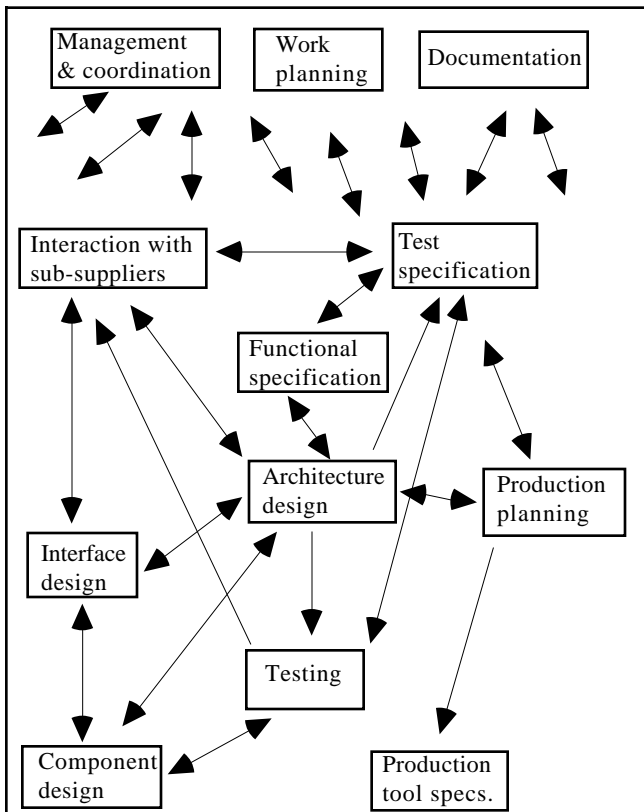 Management
& coordination
Work
planning
Documentation
Interaction with
sub-suppliers
Test
specification
Functional
specification
Architecture
design
Production
planning
Interface
design
Testing
Component
design
Production
tool specs.